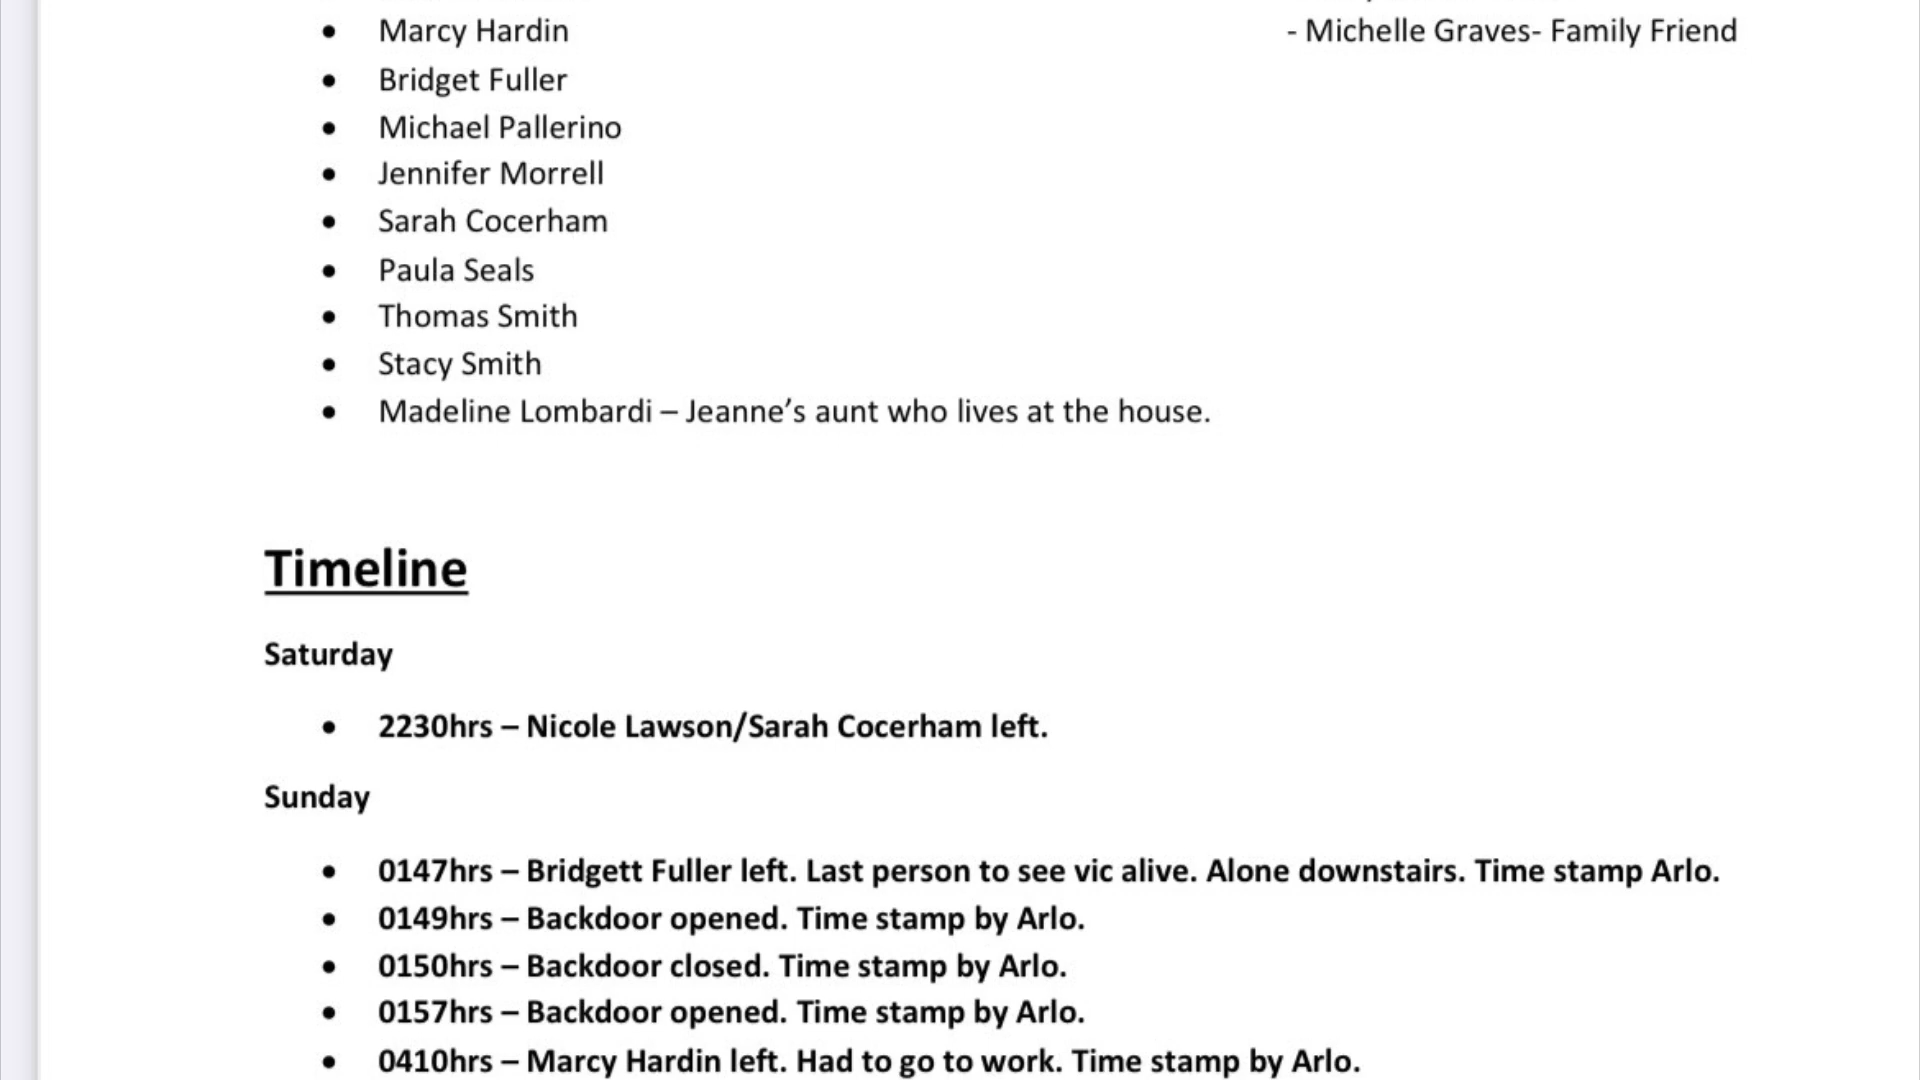 • Marcy Hardin - Michelle Graves- Family Friend
• Bridget Fuller
• Michael Pallerino
• Jennifer Morrell
• Sarah Cocerham
• Paula Seals
• Thomas Smith
• Stacy Smith
• Madeline Lombardi – Jeanne’s aunt who lives at the house.
Timeline
Saturday
• 2230hrs – Nicole Lawson/Sarah Cocerham left.
Sunday
• 0147hrs – Bridgett Fuller left. Last person to see vic alive. Alone downstairs. Time stamp Arlo.
• 0149hrs – Backdoor opened. Time stamp by Arlo.
• 0150hrs – Backdoor closed. Time stamp by Arlo.
• 0157hrs – Backdoor opened. Time stamp by Arlo.
• 0410hrs – Marcy Hardin left. Had to go to work. Time stamp by Arlo.